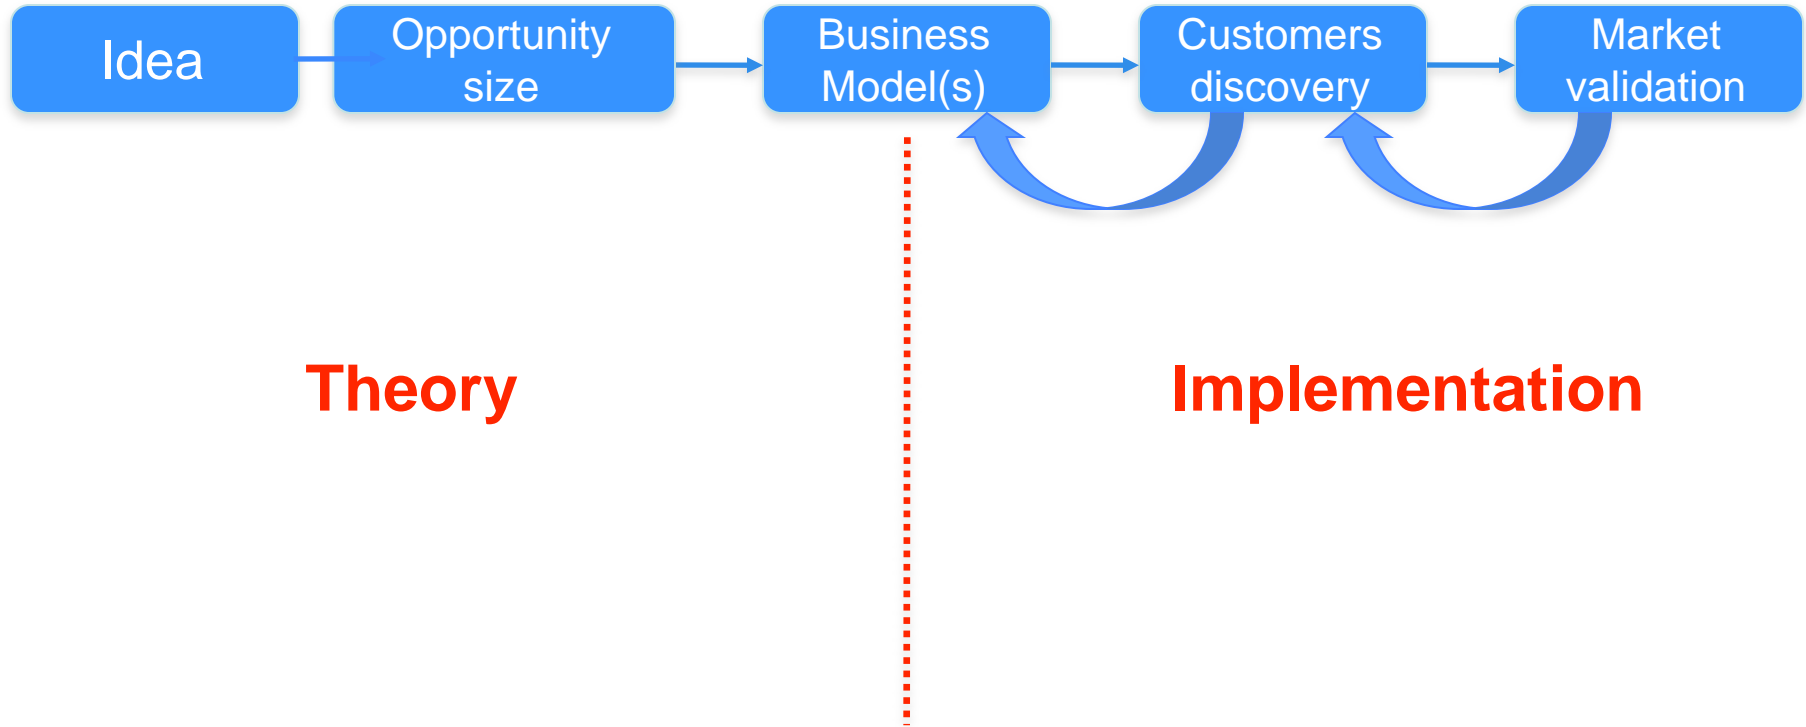 Idea
Opportunity
size
Business
Model(s)
Customers
discovery
Market
validation
Theory
Implementation